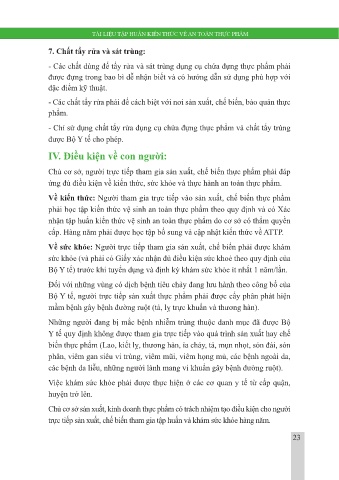 TÀI LIỆU TẬP HUẤN KIẾN THỨC VỀ AN TOÀN THỰC PHẨM
7. Chất tẩy rửa và sát trùng:
- Các chất dùng để tẩy rửa và sát trùng dụng cụ chứa đựng thực phẩm phải
được đựng trong bao bì dễ nhận biết và có hướng dẫn sử dụng phù hợp với
đặc điểm kỹ thuật.
- Các chất tẩy rửa phải để cách biệt với nơi sản xuất, chế biến, bảo quản thực
phẩm.
- Chỉ sử dụng chất tẩy rửa dụng cụ chứa đựng thực phẩm và chất tẩy trùng
được Bộ Y tế cho phép.
IV. Điều kiện về con người:
Chủ cơ sở, người trực tiếp tham gia sản xuất, chế biến thực phẩm phải đáp
ứng đủ điều kiện về kiến thức, sức khỏe và thực hành an toàn thực phẩm.
Về kiến thức: Người tham gia trực tiếp vào sản xuất, chế biến thực phẩm
phải học tập kiến thức vệ sinh an toàn thực phẩm theo quy định và có Xác
nhận tập huấn kiến thức vệ sinh an toàn thực phẩm do cơ sở có thẩm quyền
cấp. Hàng năm phải được học tập bổ sung và cập nhật kiến thức về ATTP.
Về sức khỏe: Người trực tiếp tham gia sản xuất, chế biến phải được khám
sức khỏe (và phải có Giấy xác nhận đủ điều kiện sức khoẻ theo quy định của
Bộ Y tế) trước khi tuyển dụng và định kỳ khám sức khỏe ít nhất 1 năm/lần.
Đối với những vùng có dịch bệnh tiêu chảy đang lưu hành theo công bố của
Bộ Y tế, người trực tiếp sản xuất thực phẩm phải được cấy phân phát hiện
mầm bệnh gây bệnh đường ruột (tả, lỵ trực khuẩn và thương hàn).
Những người đang bị mắc bệnh nhiễm trùng thuộc danh mục đã được Bộ
Y tế quy định không được tham gia trực tiếp vào quá trình sản xuất hay chế
biến thực phẩm (Lao, kiết lỵ, thương hàn, ỉa chảy, tả, mụn nhọt, són đái, són
phân, viêm gan siêu vi trùng, viêm mũi, viêm họng mủ, các bệnh ngoài da,
các bệnh da liễu, những người lành mang vi khuẩn gây bệnh đường ruột).
Việc khám sức khỏe phải được thực hiện ở các cơ quan y tế từ cấp quận,
huyện trở lên.
Chủ cơ sở sản xuất, kinh doanh thực phẩm có trách nhiệm tạo điều kiện cho người
trực tiếp sản xuất, chế biến tham gia tập huấn và khám sức khỏe hàng năm.
23